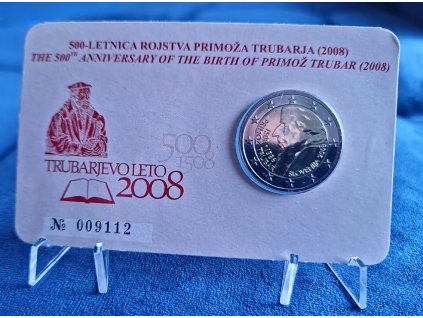 500-LETNICA ROJSTVA PRIMOŽA TRUBARJA (2008)
THE 500TH ANNIVERSARY OF THE BIRTH OF PRIMOŽ TRUBAR (2008)
500
1508
TRUBARJEVO LETO
2008
№ 009112
SLOVENIJA 2008